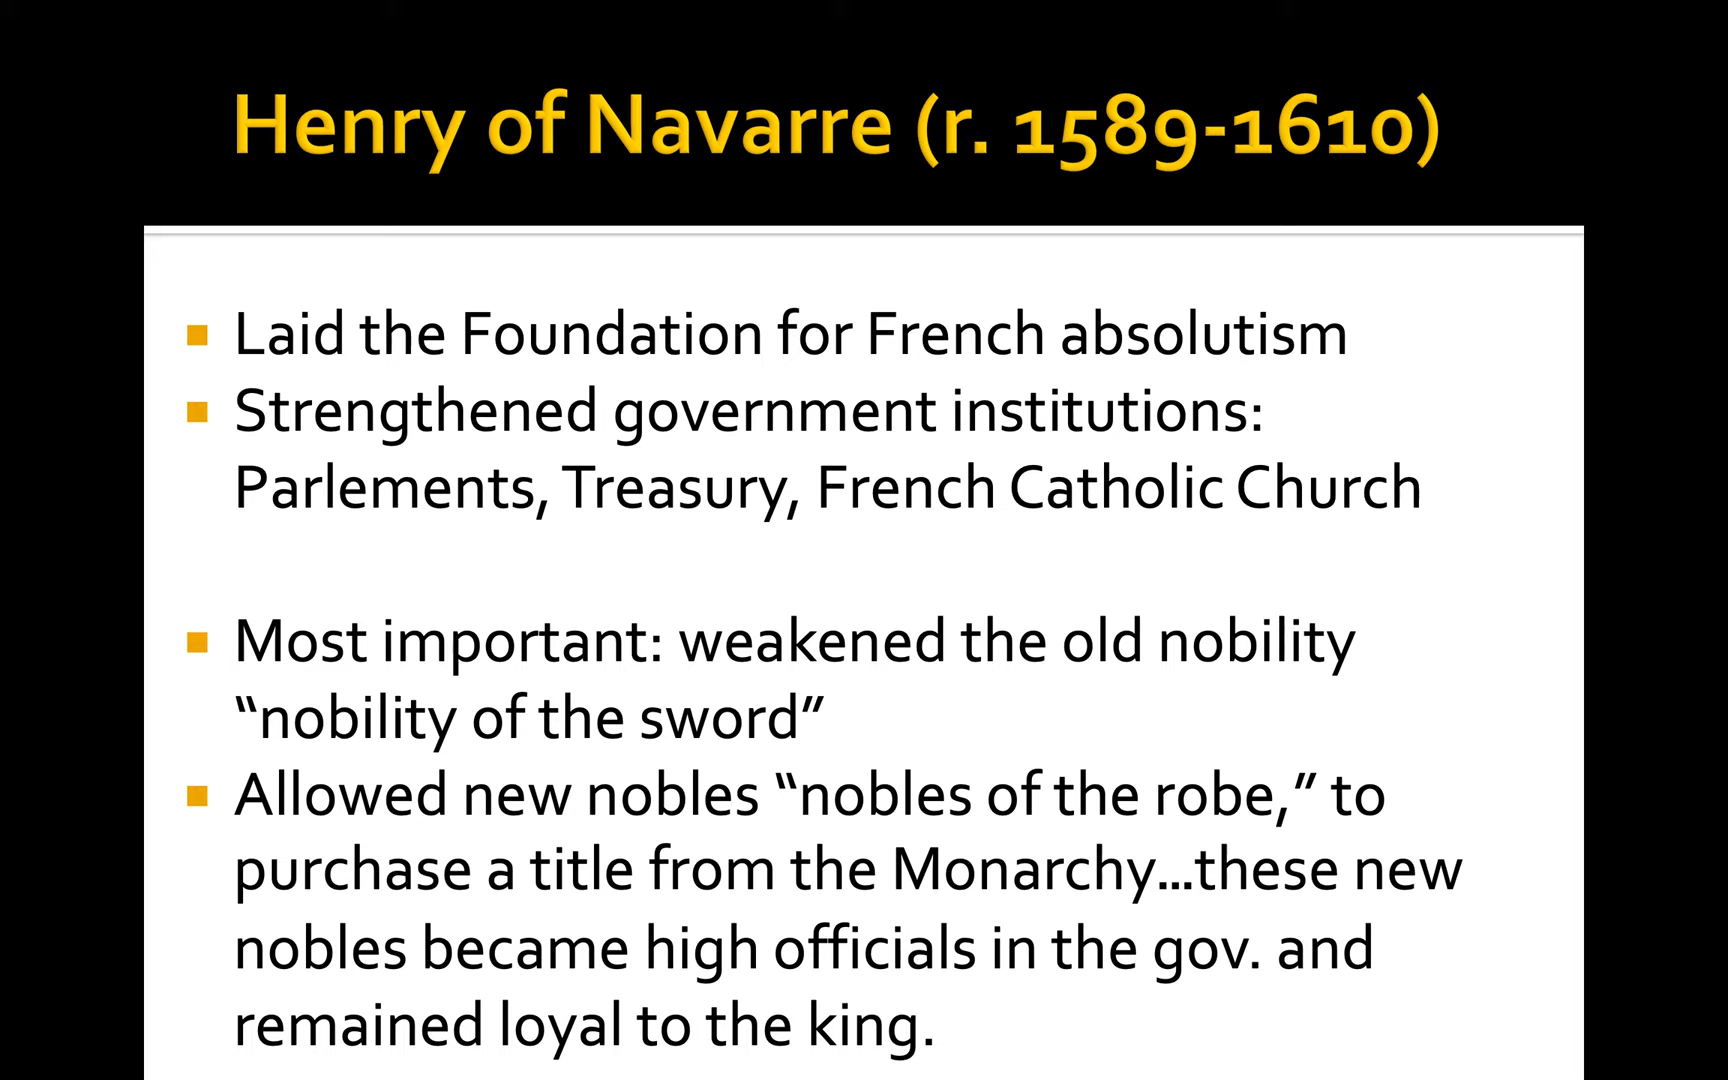 Henry of Navarre (r. 1589-1610)
Laid the Foundation for French absolutism
Strengthened government institutions:
Parlements, Treasury, French Catholic Church
Most important: weakened the old nobility
“nobility of the sword”
Allowed new nobles “nobles of the robe,” to
purchase a title from the Monarchy...these new
nobles became high officials in the gov. and
remained loyal to the king.